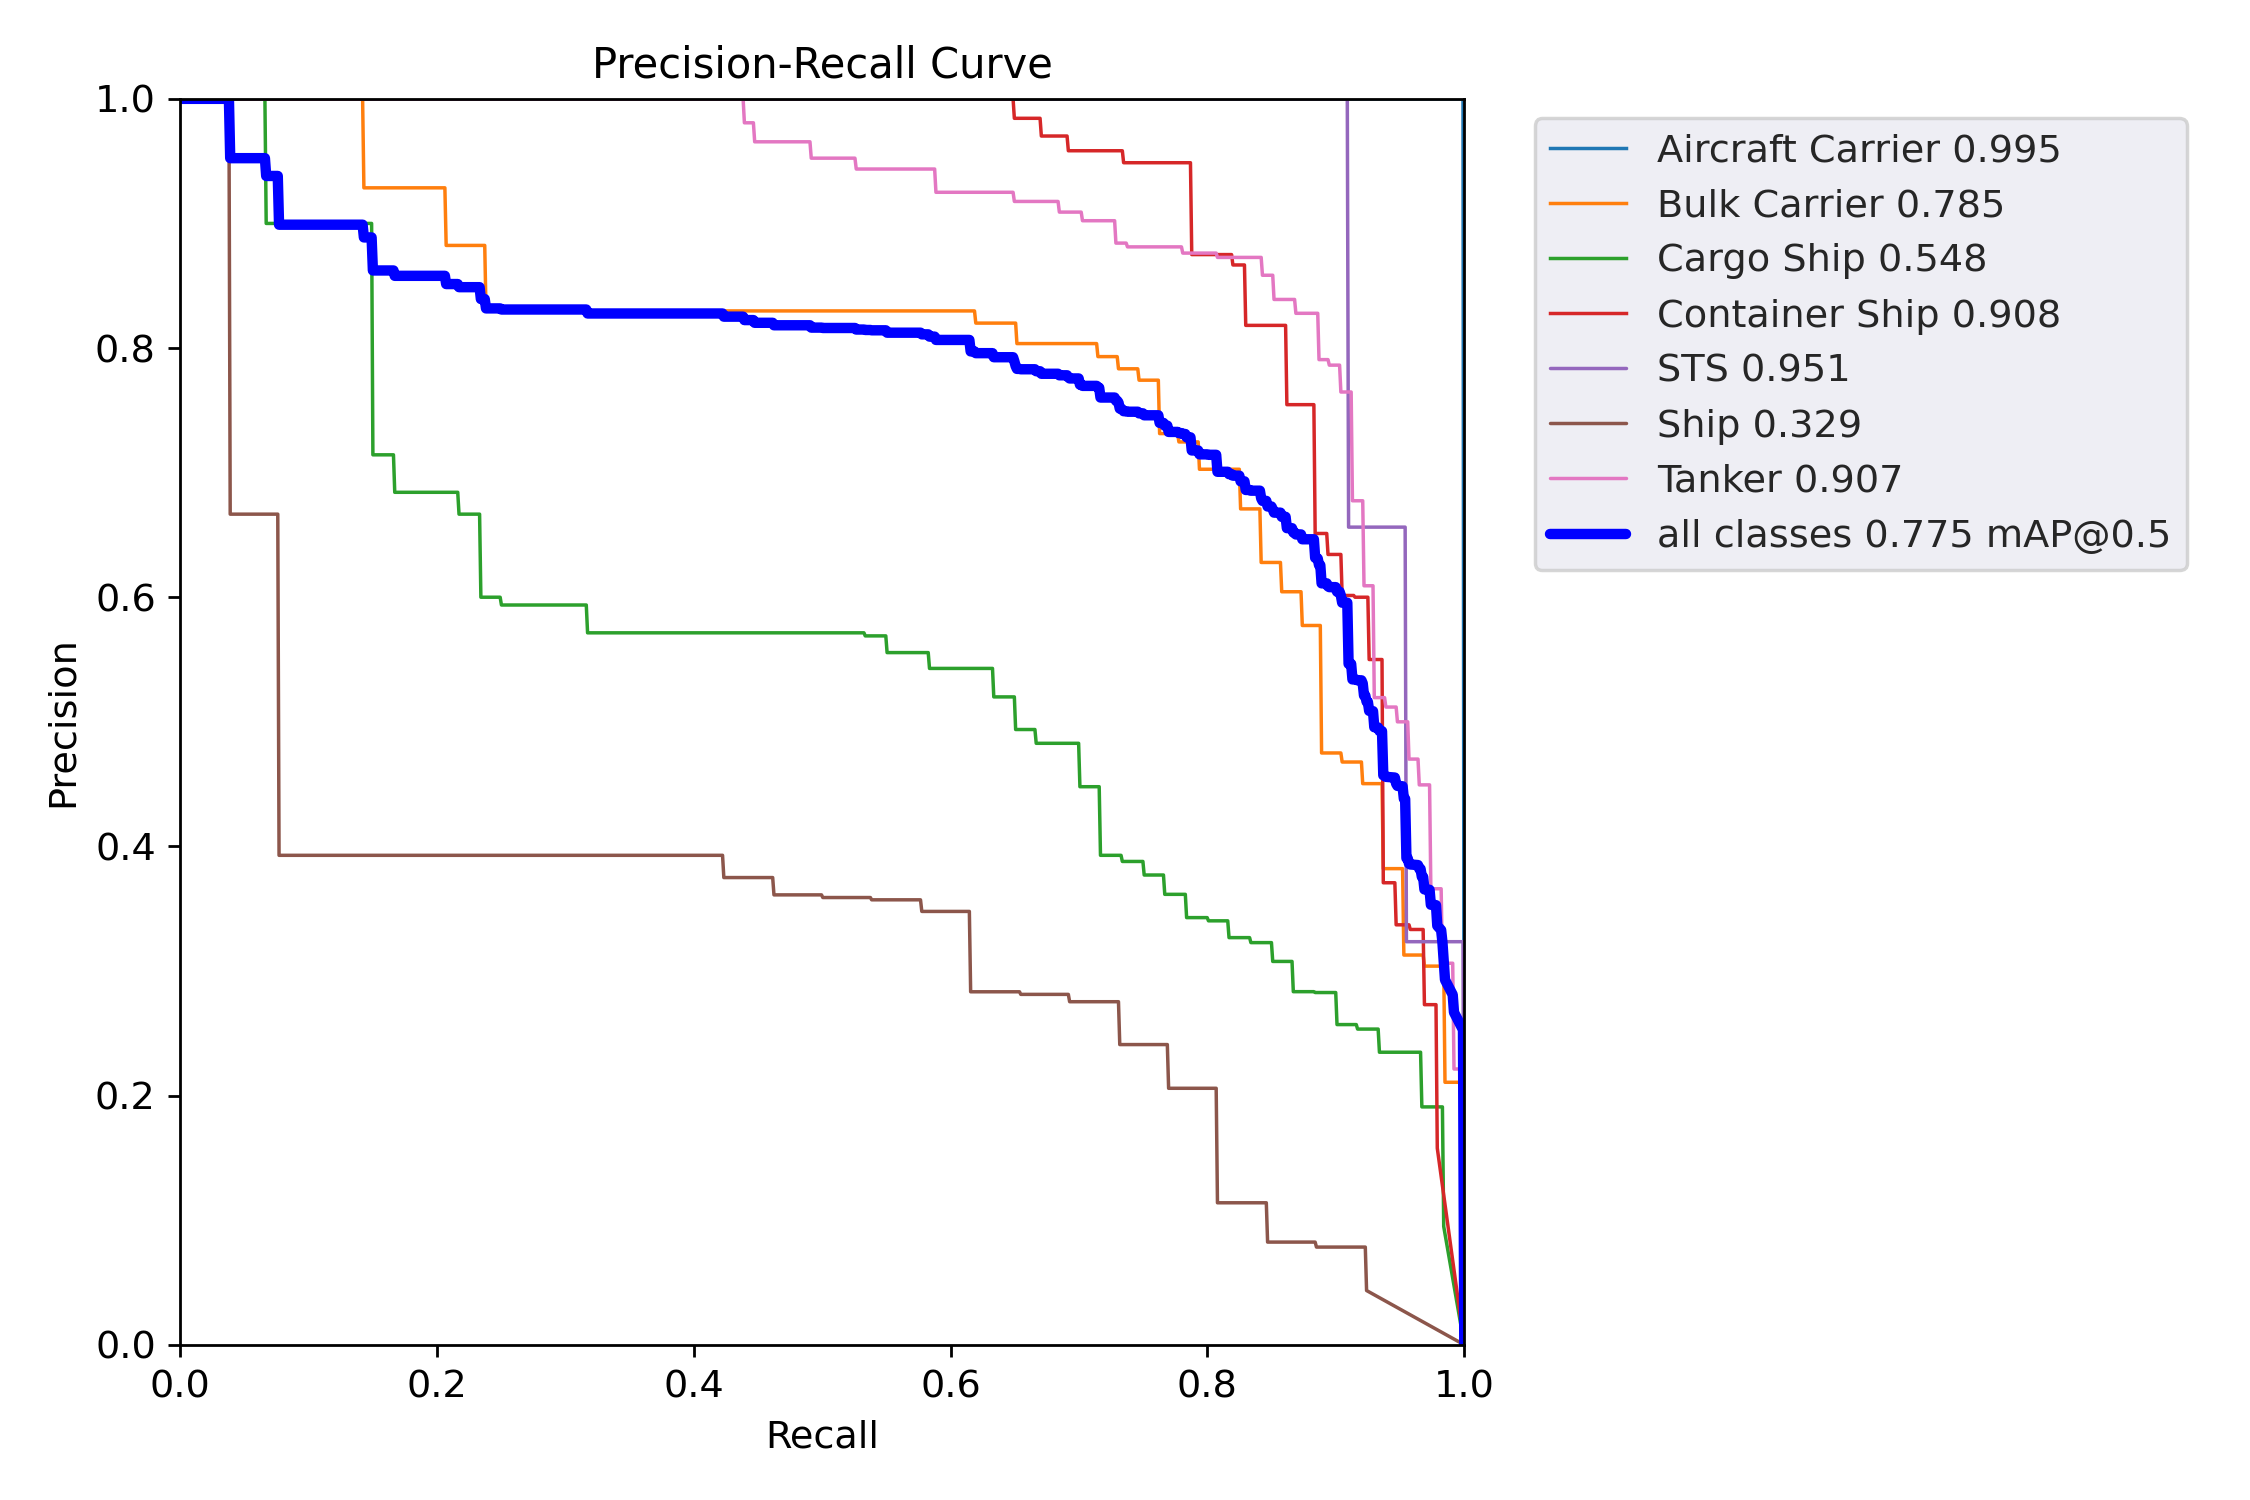 Precision-Recall Curve
1.0
0.8
0.6
0.4
0.2
0.0
Precision
0.0 0.2 0.4 0.6 0.8 1.0
Recall
Aircraft Carrier 0.995
Bulk Carrier 0.785
Cargo Ship 0.548
Container Ship 0.908
STS 0.951
Ship 0.329
Tanker 0.907
all classes 0.775 mAP@0.5